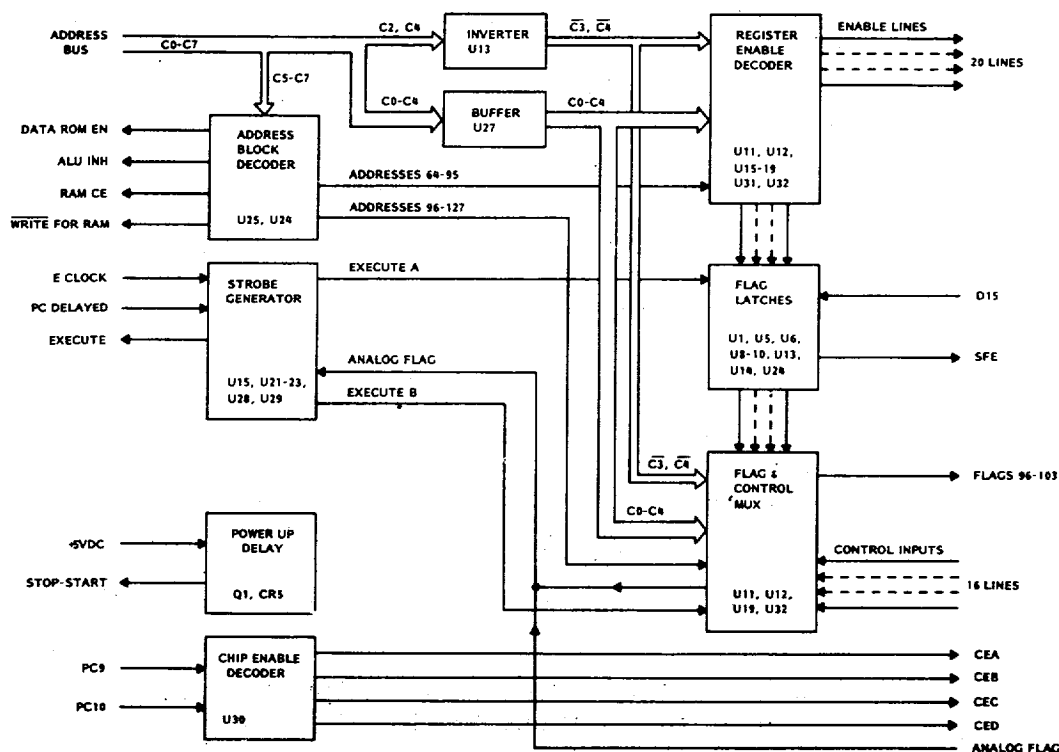 ADDRESS
BUS
C0-C7
C2, C4
INVERTER
U13
C̅3̅, C̅4̅
REGISTER
ENABLE
DECODER
U11, U12,
U15-19
U31, U32
ENABLE LINES
20 LINES
C5-C7
C0-C4
BUFFER
U27
C0-C4
DATA ROM EN
ALU INH
RAM CE
W̅R̅I̅T̅E̅ FOR RAM
ADDRESS
BLOCK
DECODER
U25, U24
ADDRESSES 64-95
ADDRESSES 96-127
E CLOCK
PC DELAYED
EXECUTE
STROBE
GENERATOR
U15, U21-23,
U28, U29
EXECUTE A
ANALOG FLAG
EXECUTE B
FLAG
LATCHES
U1, U5, U6,
U8-10, U13,
U14, U24
D15
SFE
C̅3̅, C̅4̅
C0-C4
FLAG &
CONTROL
MUX
U11, U12,
U19, U32
FLAGS 96-103
CONTROL INPUTS
16 LINES
+5VDC
STOP-START
POWER UP
DELAY
Q1, CR5
PC9
PC10
CHIP ENABLE
DECODER
U30
CEA
CEB
CEC
CED
ANALOG FLAG